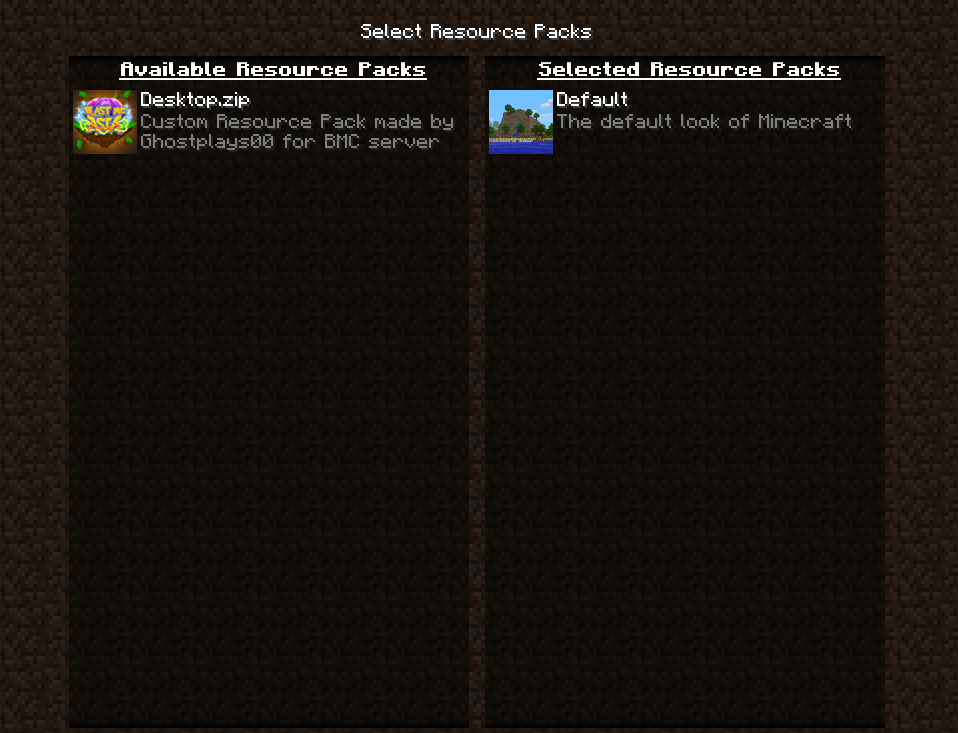 Select Resource Packs
Available Resource Packs
Desktop.zip
Custom Resource Pack made by
Ghostplays00 for BMC server
Selected Resource Packs
Default
The default look of Minecraft